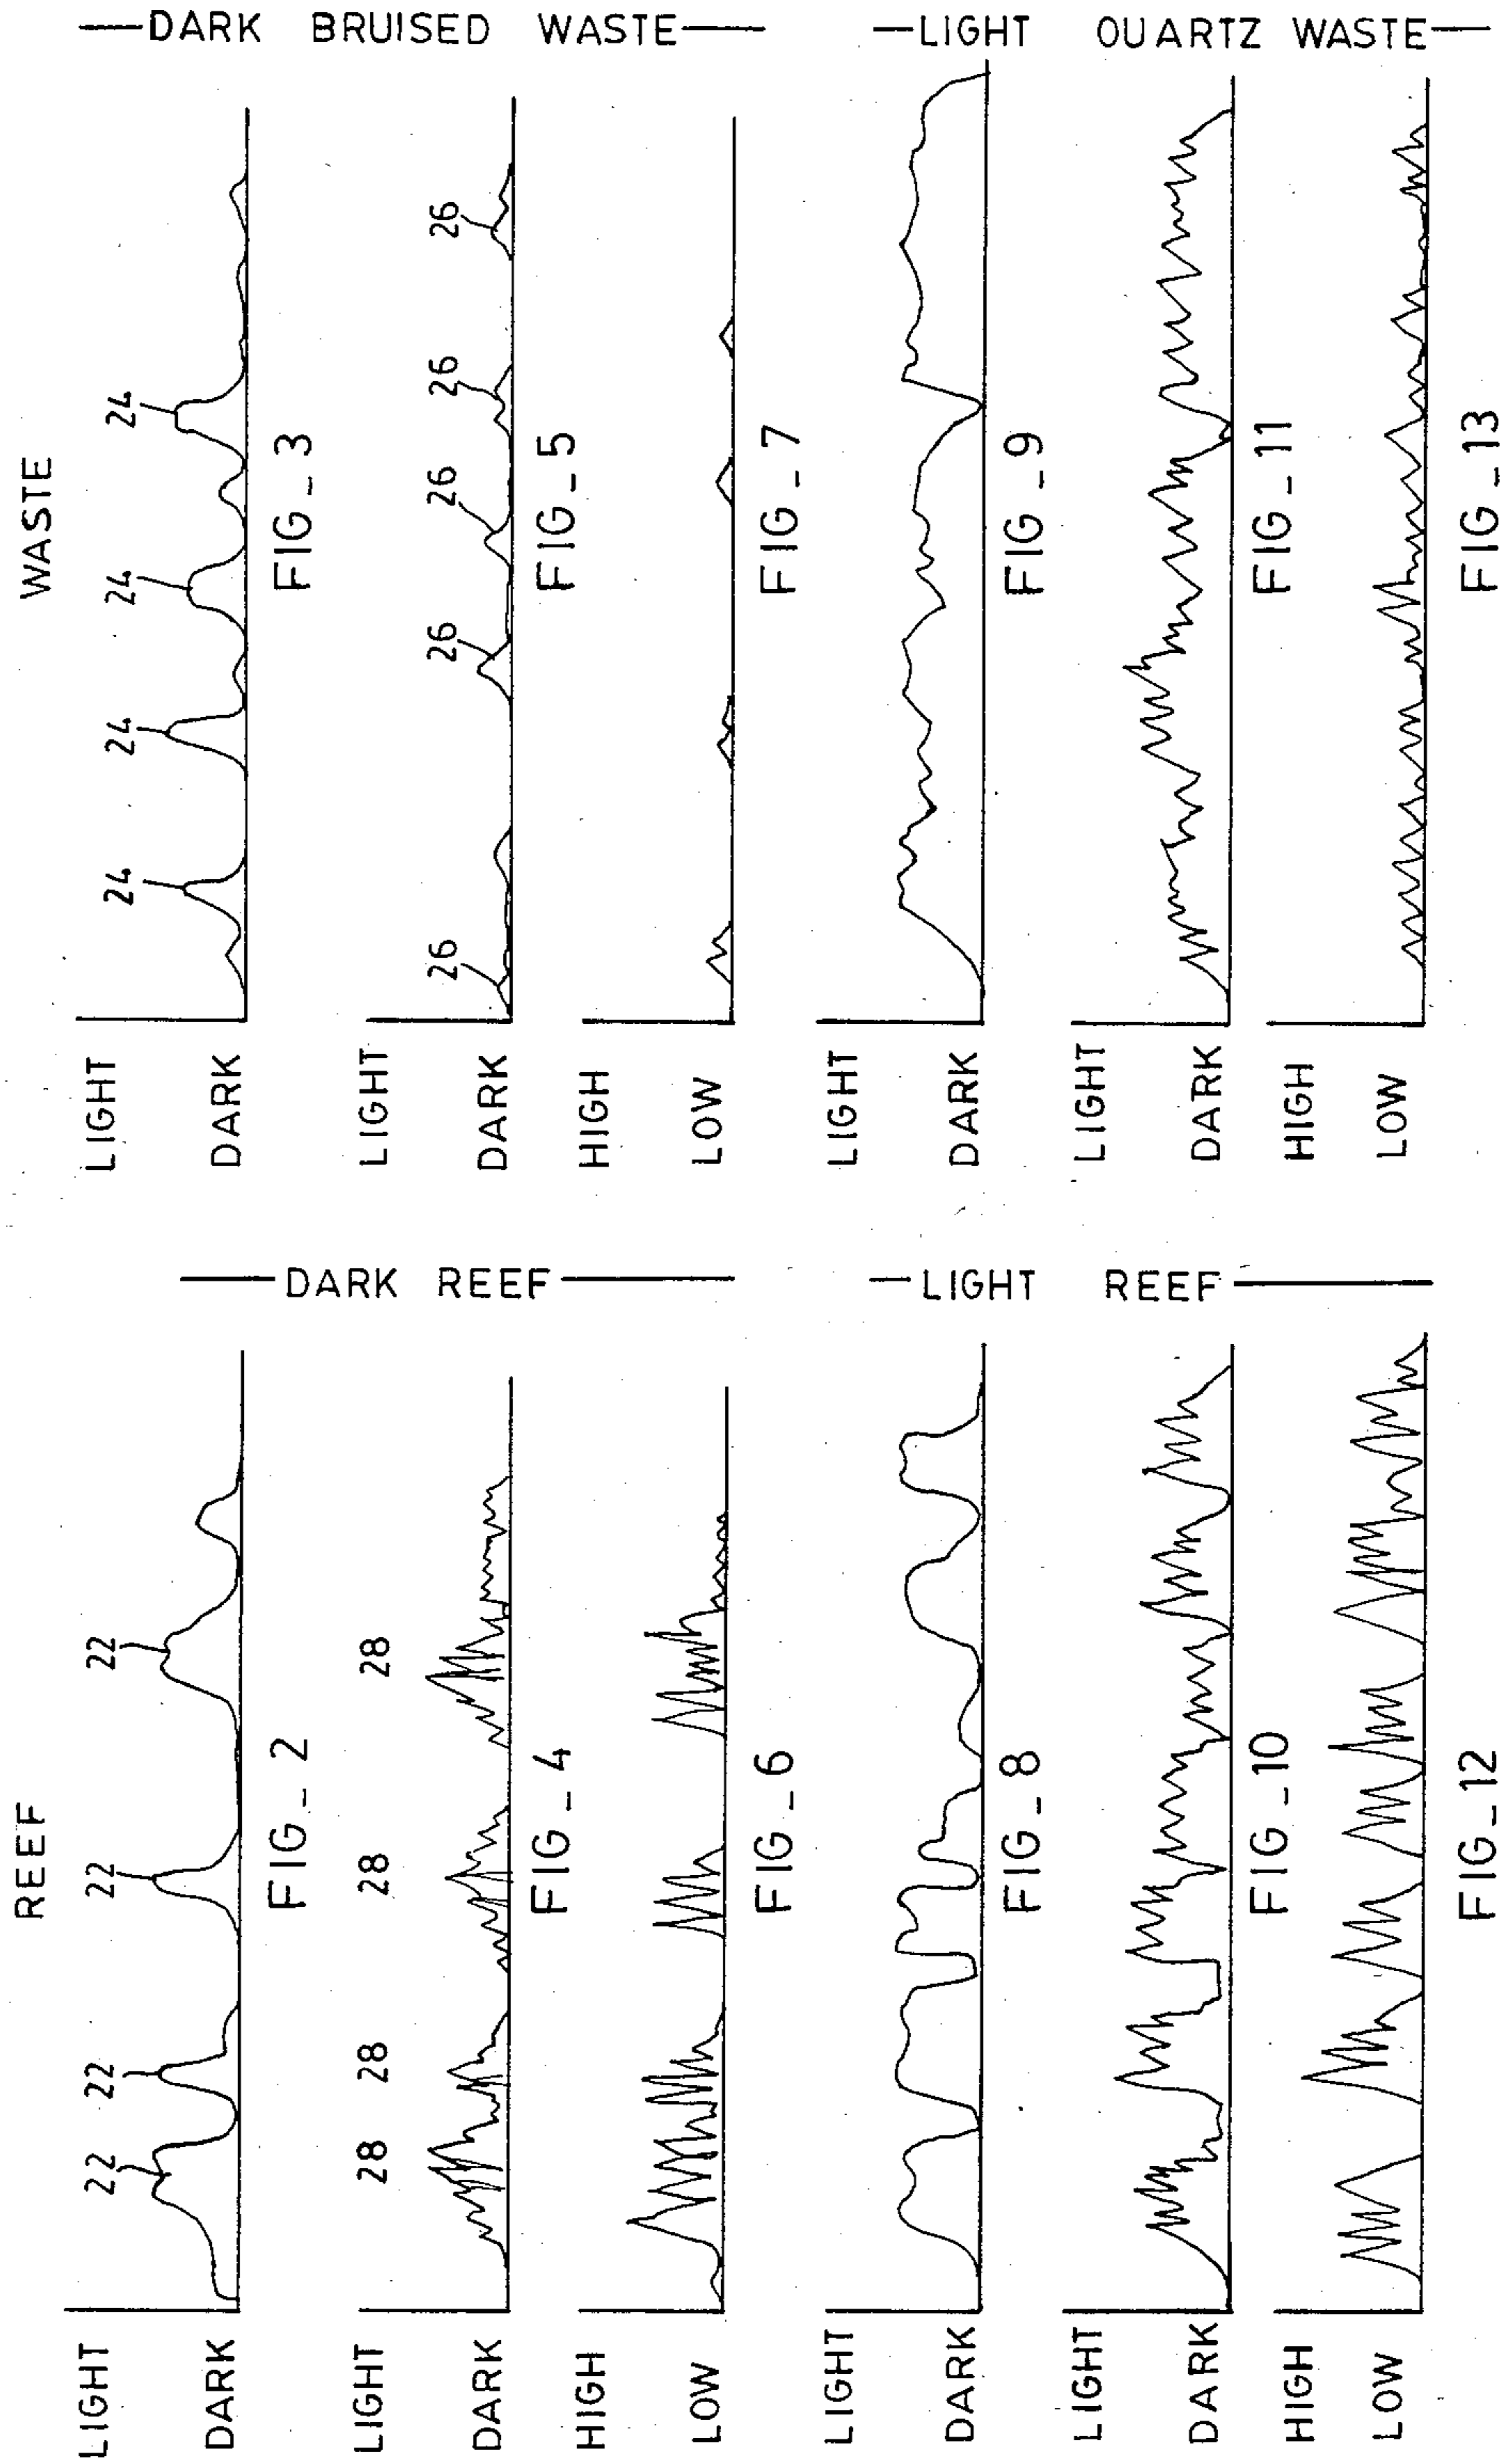 REEF
WASTE
LIGHT
22 22 22 22
DARK
FIG_2
LIGHT
24 24 24 24
DARK
FIG_3
LIGHT
28 28 28 28
DARK
FIG_4
LIGHT
26 26 26 26 26
DARK
FIG_5
HIGH
LOW
FIG_6
HIGH
LOW
FIG_7
DARK REEF
DARK BRUISED WASTE
LIGHT
DARK
FIG_8
LIGHT
DARK
FIG_9
LIGHT
DARK
FIG_10
LIGHT
DARK
FIG_11
HIGH
LOW
FIG_12
HIGH
LOW
FIG_13
LIGHT REEF
LIGHT OUARTZ WASTE